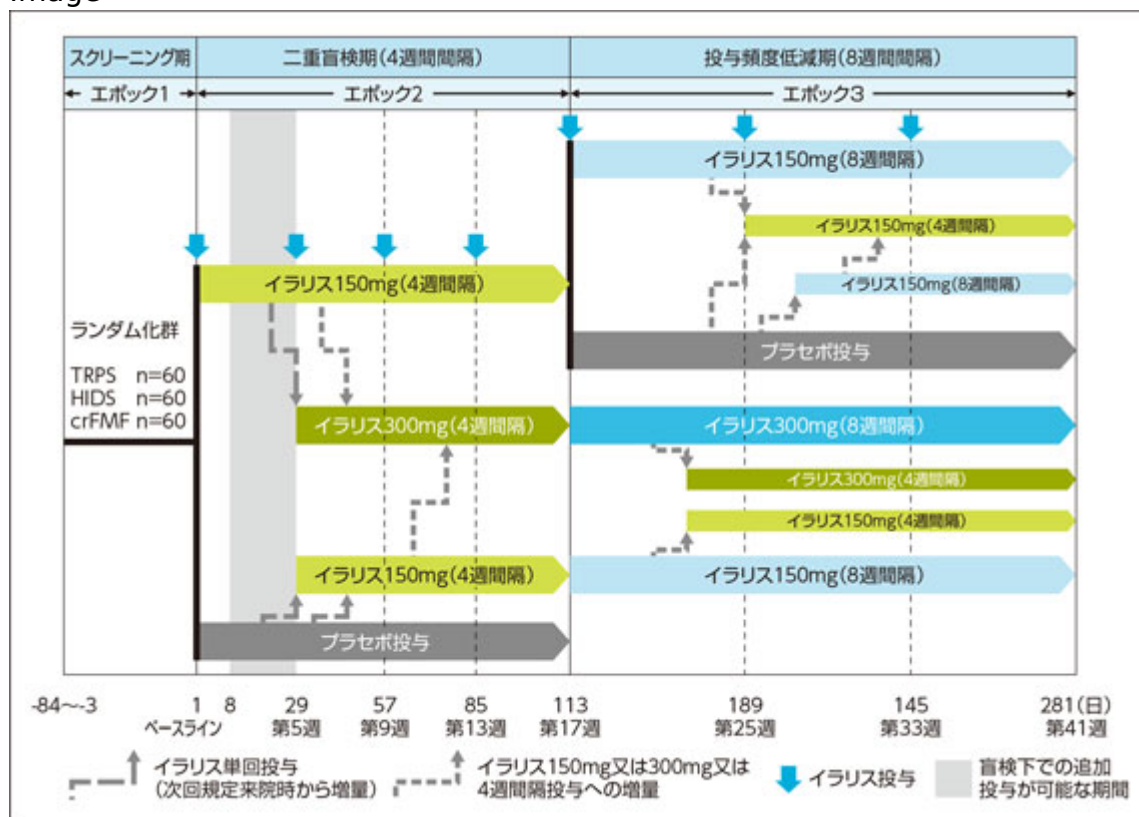 image
スクリーニング期
二重盲検期(4週間間隔)
投与頻度低減期(8週間間隔)
エポック1
エポック2
エポック3
イラリス150mg(8週間隔)
イラリス150mg(4週間隔)
イラリス150mg(4週間隔)
イラリス150mg(8週間隔)
ランダム化群
プラセボ投与
TRPS n=60
HIDS n=60
crFMF n=60
イラリス300mg(4週間隔)
イラリス300mg(8週間隔)
イラリス300mg(4週間隔)
イラリス150mg(4週間隔)
イラリス150mg(4週間隔)
イラリス150mg(8週間隔)
プラセボ投与
-84～-3
1
8
29
57
85
113
189
145
281(日)
ベースライン
第5週
第9週
第13週
第17週
第25週
第33週
第41週
イラリス単回投与
(次回規定来院時から増量)
イラリス150mg又は300mg又は
4週間隔投与への増量
イラリス投与
盲検下での追加
投与が可能な期間